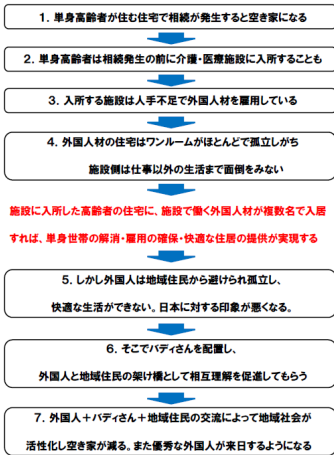 1. 単身高齢者が住む住宅で相続が発生すると空き家になる
2. 単身高齢者は相続発生の前に介護・医療施設に入所することも
3. 入所する施設は人手不足で外国人材を雇用している
4. 外国人材の住宅はワンルームがほとんどで孤立しがち
施設側は仕事以外の生活まで面倒をみない
施設に入所した高齢者の住宅に、施設で働く外国人材が複数名で入居
すれば、単身世帯の解消・雇用の確保・快適な住居の提供が実現する
5. しかし外国人は地域住民から避けられ孤立し、
快適な生活ができない。日本に対する印象が悪くなる。
6. そこでバディさんを配置し、
外国人と地域住民の架け橋として相互理解を促進してもらう
7. 外国人+バディさん+地域住民の交流によって地域社会が
活性化し空き家が減る。また優秀な外国人が来日するようになる